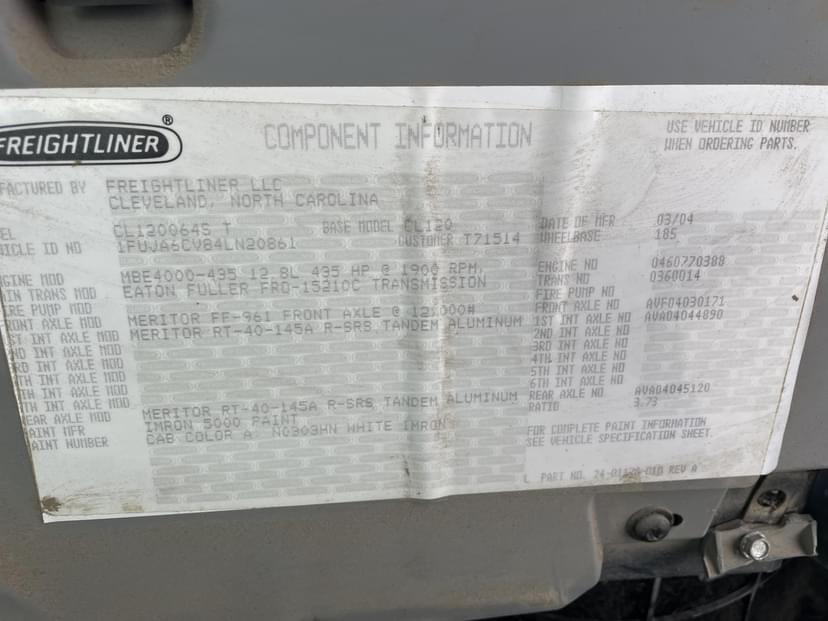 FREIGHTLINER ®
COMPONENT INFORMATION
USE VEHICLE ID NUMBER
WHEN ORDERING PARTS.
FACTURED BY FREIGHTLINER LLC
CLEVELAND, NORTH CAROLINA
EL CL120064S T BASE MODEL CL120 DATE OF MFR 03/04
ICLE ID NO 1FUJA6CV84LN20861 CUSTOMER T71514 WHEELBASE 185
GINE MOD MBE4000-435 12.8L 435 HP @ 1900 RPM, ENGINE NO 0460770388
IN TRANS MOD EATON FULLER FRO-15210C TRANSMISSION TRANS NO 0360014
IRE PUMP MOD FIRE PUMP NO
FRONT AXLE MOD MERITOR FF-961 FRONT AXLE @ 12,000# FRONT AXLE NO AVF04030171
ST INT AXLE MOD MERITOR RT-40-145A R-SRS TANDEM ALUMINUM 1ST INT AXLE NO AVA04044890
ND INT AXLE MOD 2ND INT AXLE NO
RD INT AXLE MOD 3RD INT AXLE NO
TH INT AXLE MOD 4TH INT AXLE NO
TH INT AXLE MOD 5TH INT AXLE NO
TH INT AXLE MOD 6TH INT AXLE NO
EAR AXLE MOD MERITOR RT-40-145A R-SRS TANDEM ALUMINUM REAR AXLE NO AVA04045120
AINT MFR IMRON 5000 PAINT RATIO 3.73
AINT NUMBER CAB COLOR A: N0303HN WHITE IMRON
FOR COMPLETE PAINT INFORMATION
SEE VEHICLE SPECIFICATION SHEET.
PART NO. REV A